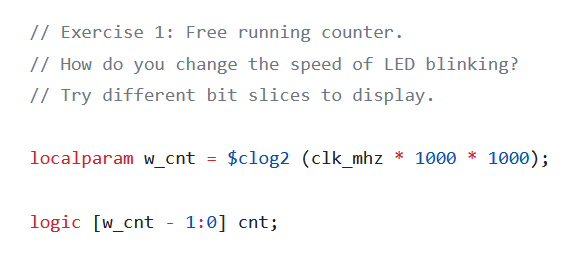 // Exercise 1: Free running counter.
// How do you change the speed of LED blinking?
// Try different bit slices to display.
localparam w_cnt = $clog2 (clk_mhz * 1000 * 1000);
logic [w_cnt - 1:0] cnt;